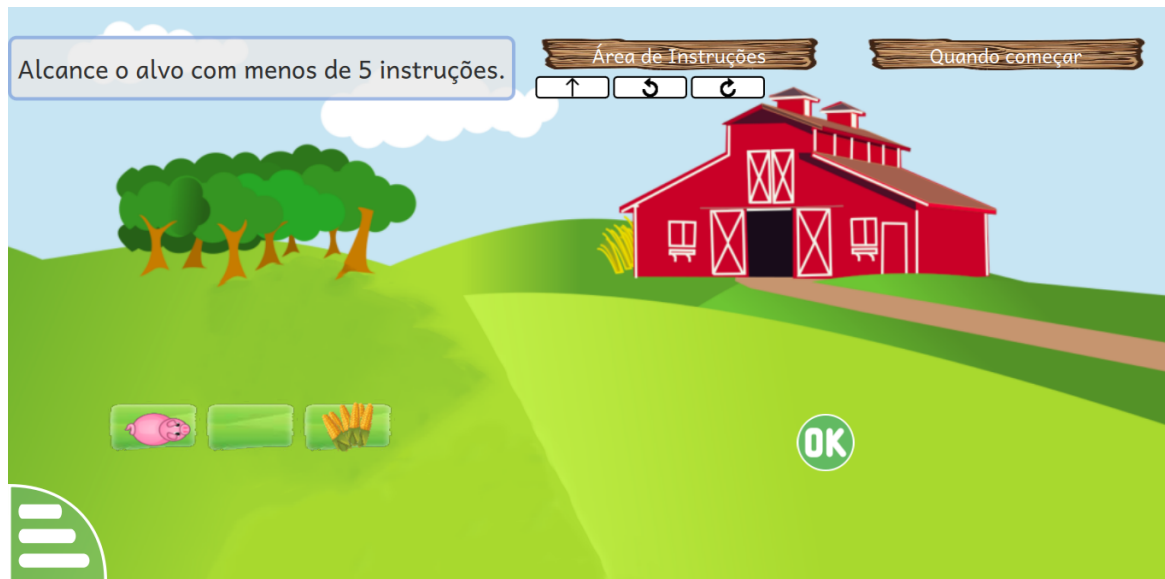 Alcance o alvo com menos de 5 instruções.
Área de Instruções
Quando começar
OK